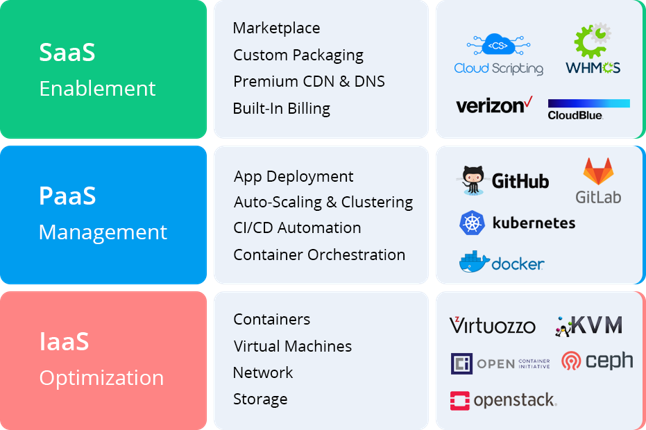 SaaS
Enablement
Marketplace
Custom Packaging
Premium CDN & DNS
Built-In Billing
<CS>
Cloud Scripting
WHMCS
verizon✓
CloudBlue
PaaS
Management
App Deployment
Auto-Scaling & Clustering
CI/CD Automation
Container Orchestration
GitHub
GitLab
kubernetes
docker
IaaS
Optimization
Containers
Virtual Machines
Network
Storage
Virtuozzo
KVM
OPEN CONTAINER
INITIATIVE
ceph
openstack.